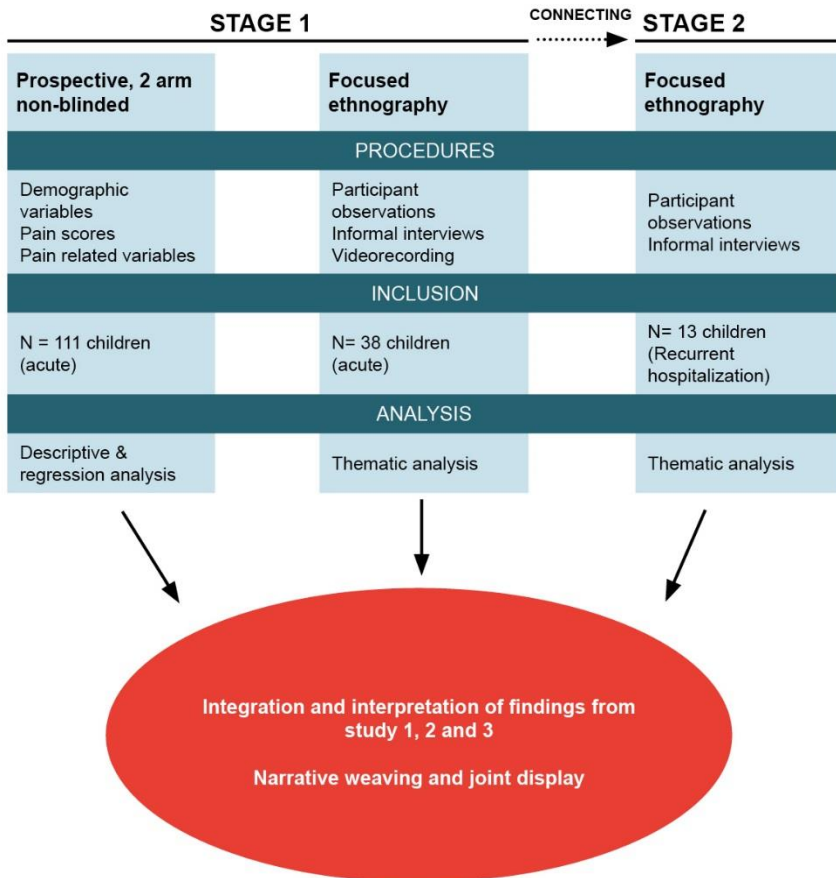 STAGE 1
CONNECTING
STAGE 2
Prospective, 2 arm
non-blinded
Focused
ethnography
Focused
ethnography
PROCEDURES
Demographic
variables
Pain scores
Pain related variables
Participant
observations
Informal interviews
Videorecording
Participant
observations
Informal interviews
INCLUSION
N = 111 children
(acute)
N= 38 children
(acute)
N= 13 children
(Recurrent
hospitalization)
ANALYSIS
Descriptive &
regression analysis
Thematic analysis
Thematic analysis
Integration and interpretation of findings from
study 1, 2 and 3
Narrative weaving and joint display